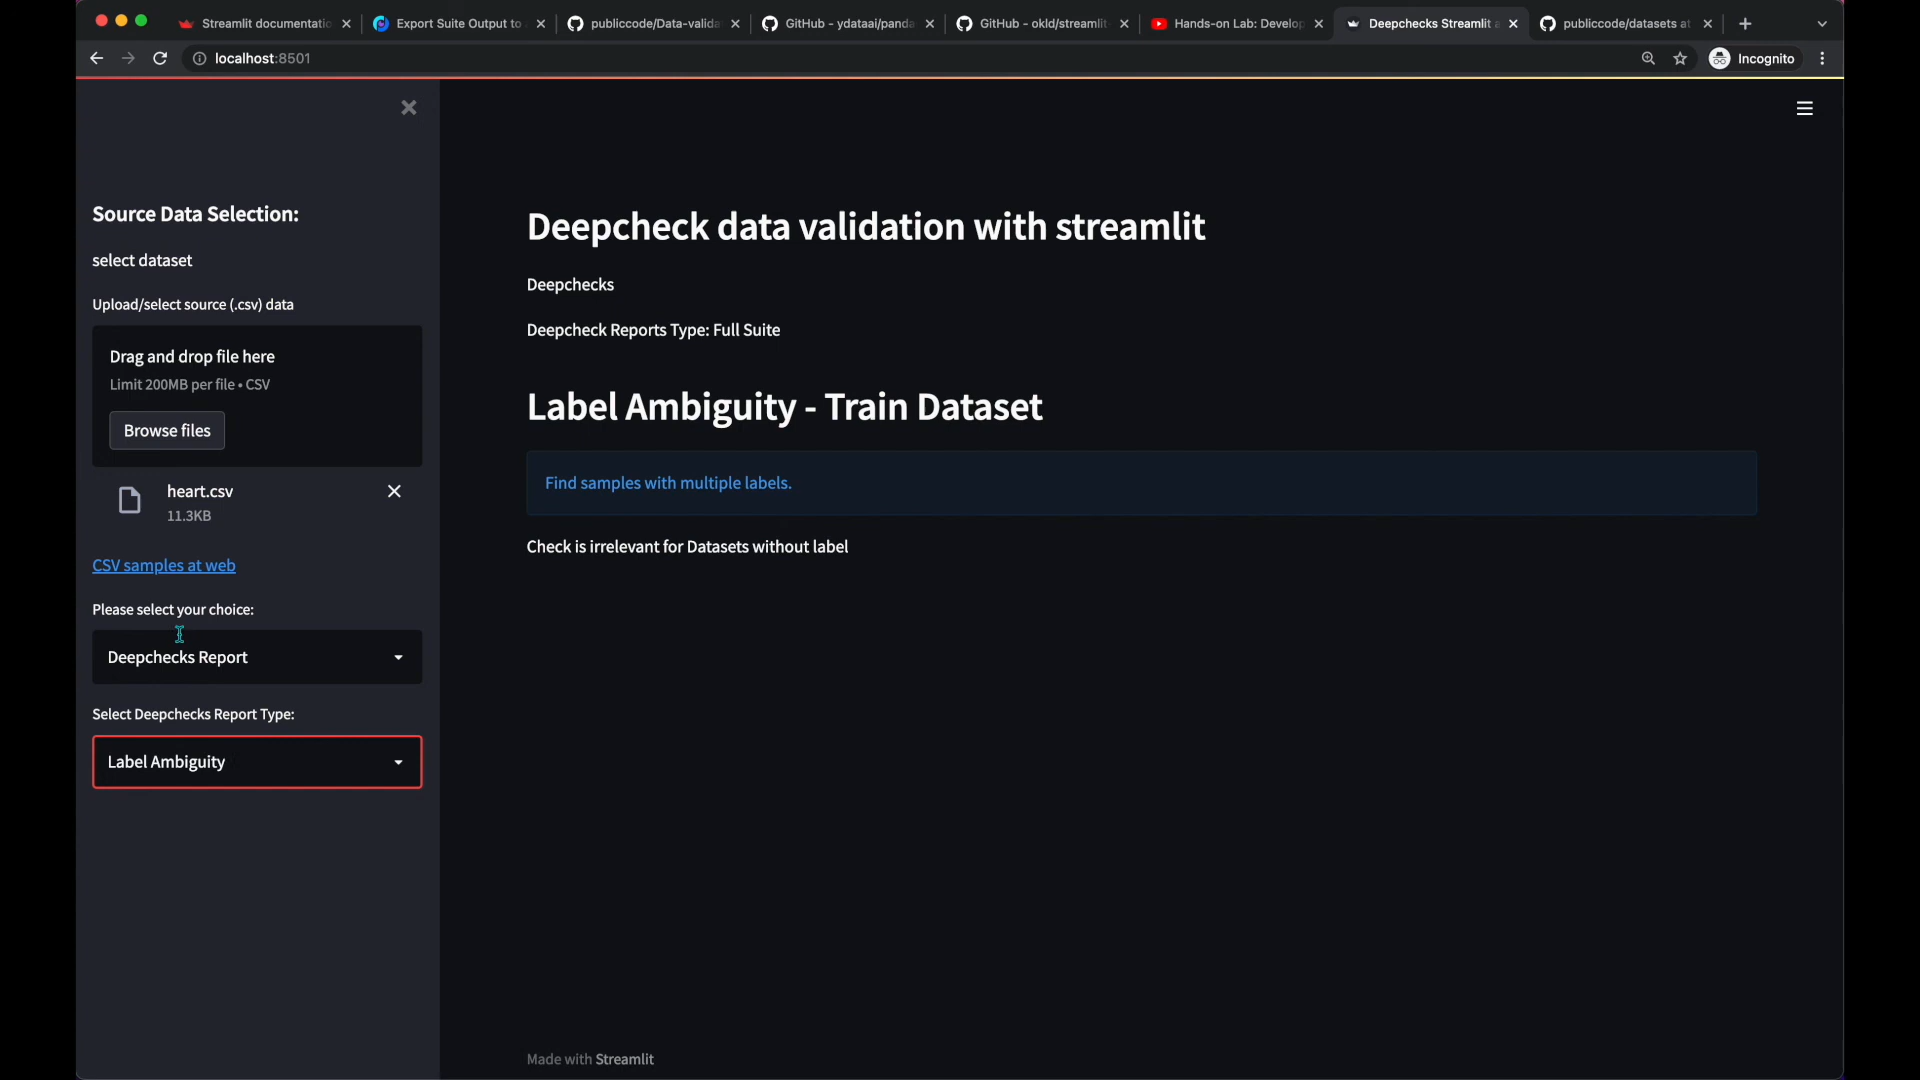 Streamlit documentatio
Export Suite Output to
publiccode/Data-valida
GitHub - ydataai/panda
GitHub - okld/streamlit
Hands-on Lab: Develop
Deepchecks Streamlit a
publiccode/datasets at
localhost:8501
Incognito
Source Data Selection:
select dataset
Upload/select source (.csv) data
Drag and drop file here
Limit 200MB per file • CSV
Browse files
heart.csv
11.3KB
CSV samples at web
Please select your choice:
Deepchecks Report
Select Deepchecks Report Type:
Label Ambiguity
Deepcheck data validation with streamlit
Deepchecks
Deepcheck Reports Type: Full Suite
Label Ambiguity - Train Dataset
Find samples with multiple labels.
Check is irrelevant for Datasets without label
Made with Streamlit